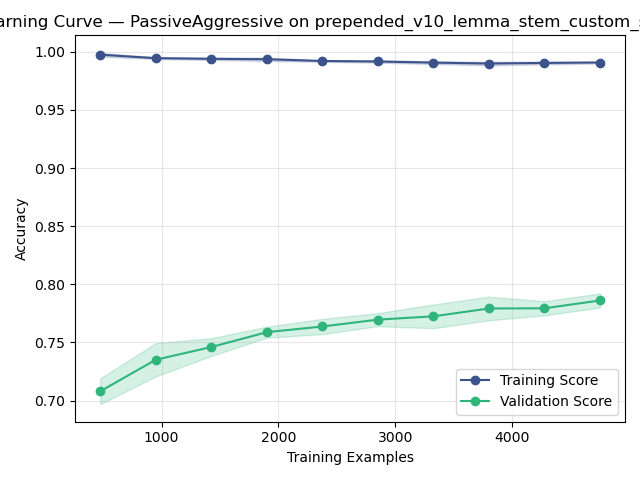 arning Curve — PassiveAggressive on prepended_v10_lemma_stem_custom_s
1.00
0.95
0.90
0.85
0.80
0.75
0.70
Accuracy
1000 2000 3000 4000
Training Examples
Training Score
Validation Score